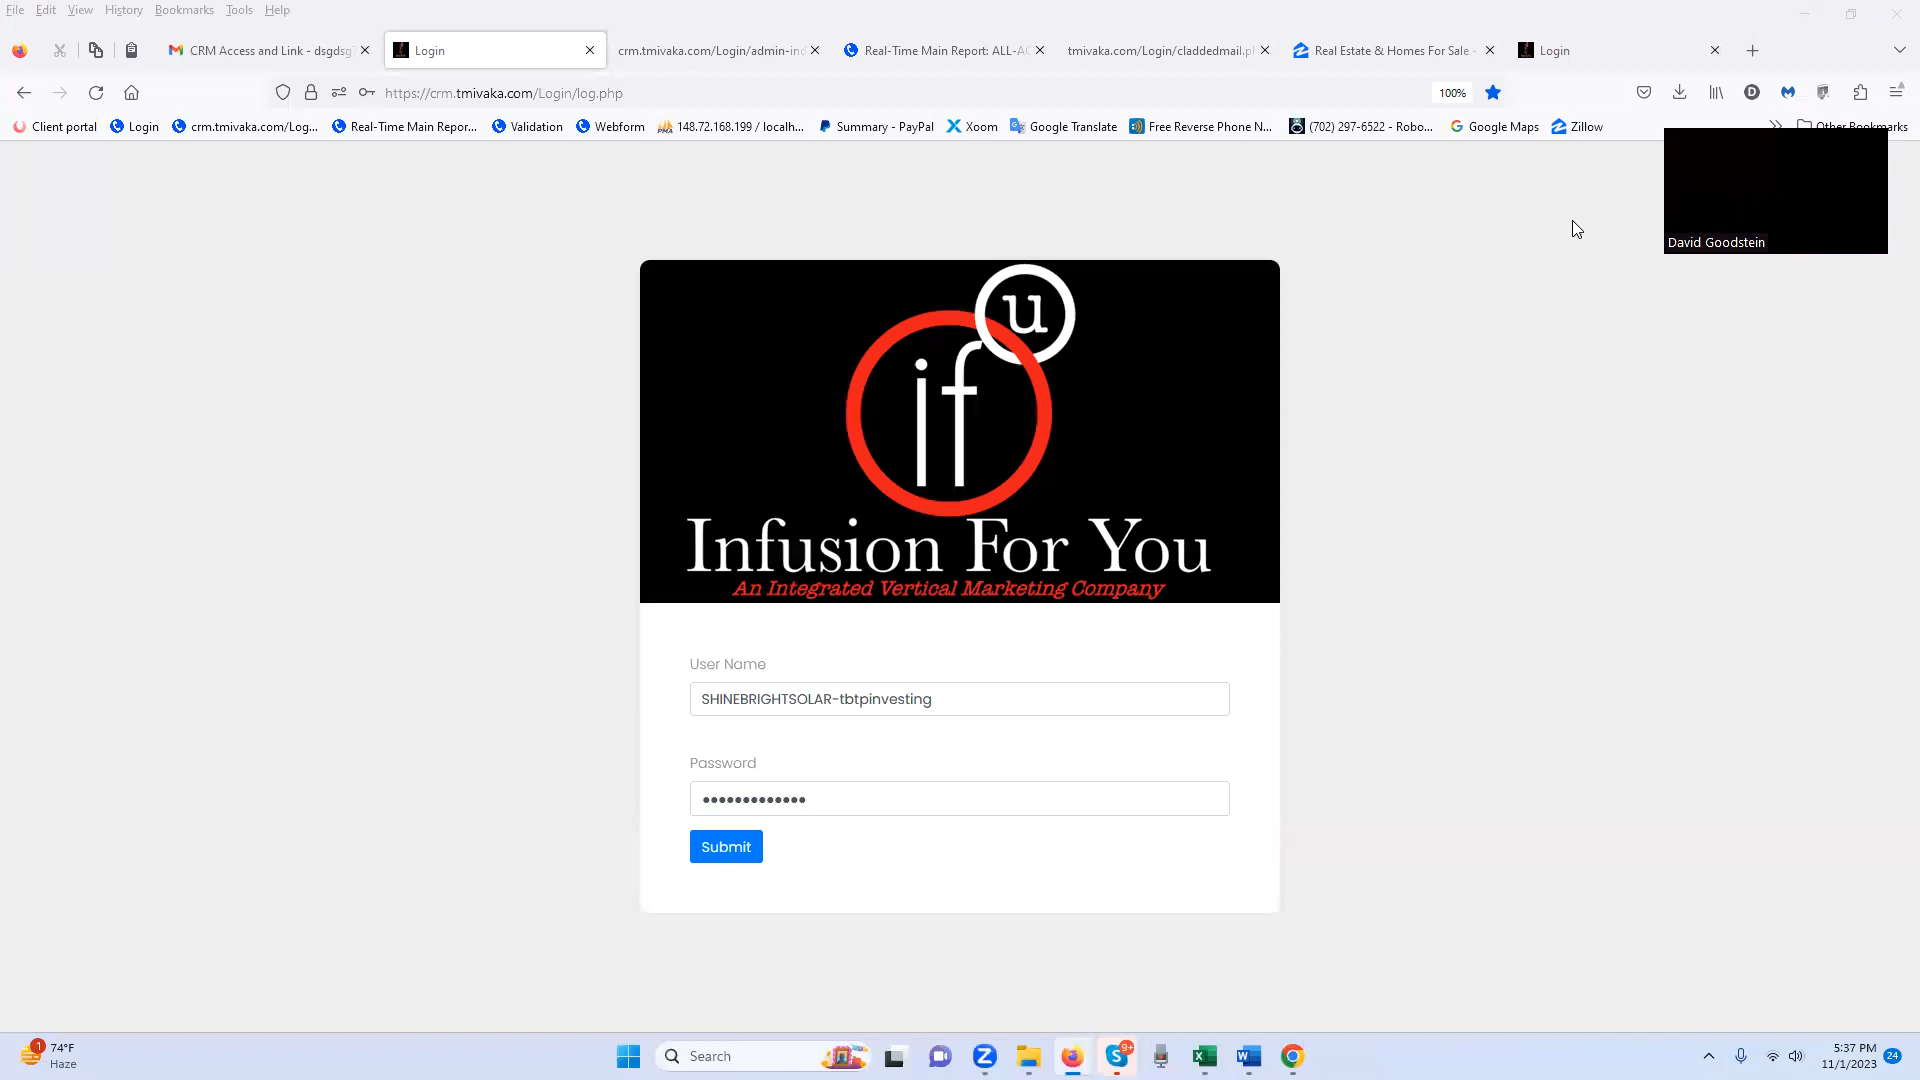 File Edit View History Bookmarks Tools Help
CRM Access and Link - dsgdsg
Login
crm.tmivaka.com/Login/admin-ind
Real-Time Main Report: ALL-AC
tmivaka.com/Login/claddedmail.p
Real Estate & Homes For Sale -
Login
https://crm.tmivaka.com/Login/log.php
100%
Client portal
Login
crm.tmivaka.com/Log...
Real-Time Main Repor...
Validation
Webform
148.72.168.199 / localh...
Summary - PayPal
Xoom
Google Translate
Free Reverse Phone N...
(702) 297-6522 - Robo...
Google Maps
Zillow
Other Bookmarks
David Goodstein
u
if
Infusion For You
An Integrated Vertical Marketing Company
User Name
SHINEBRIGHTSOLAR-tbtpinvesting
Password
Submit
1
74°F
Haze
Search
9+
5:37 PM
11/1/2023
24